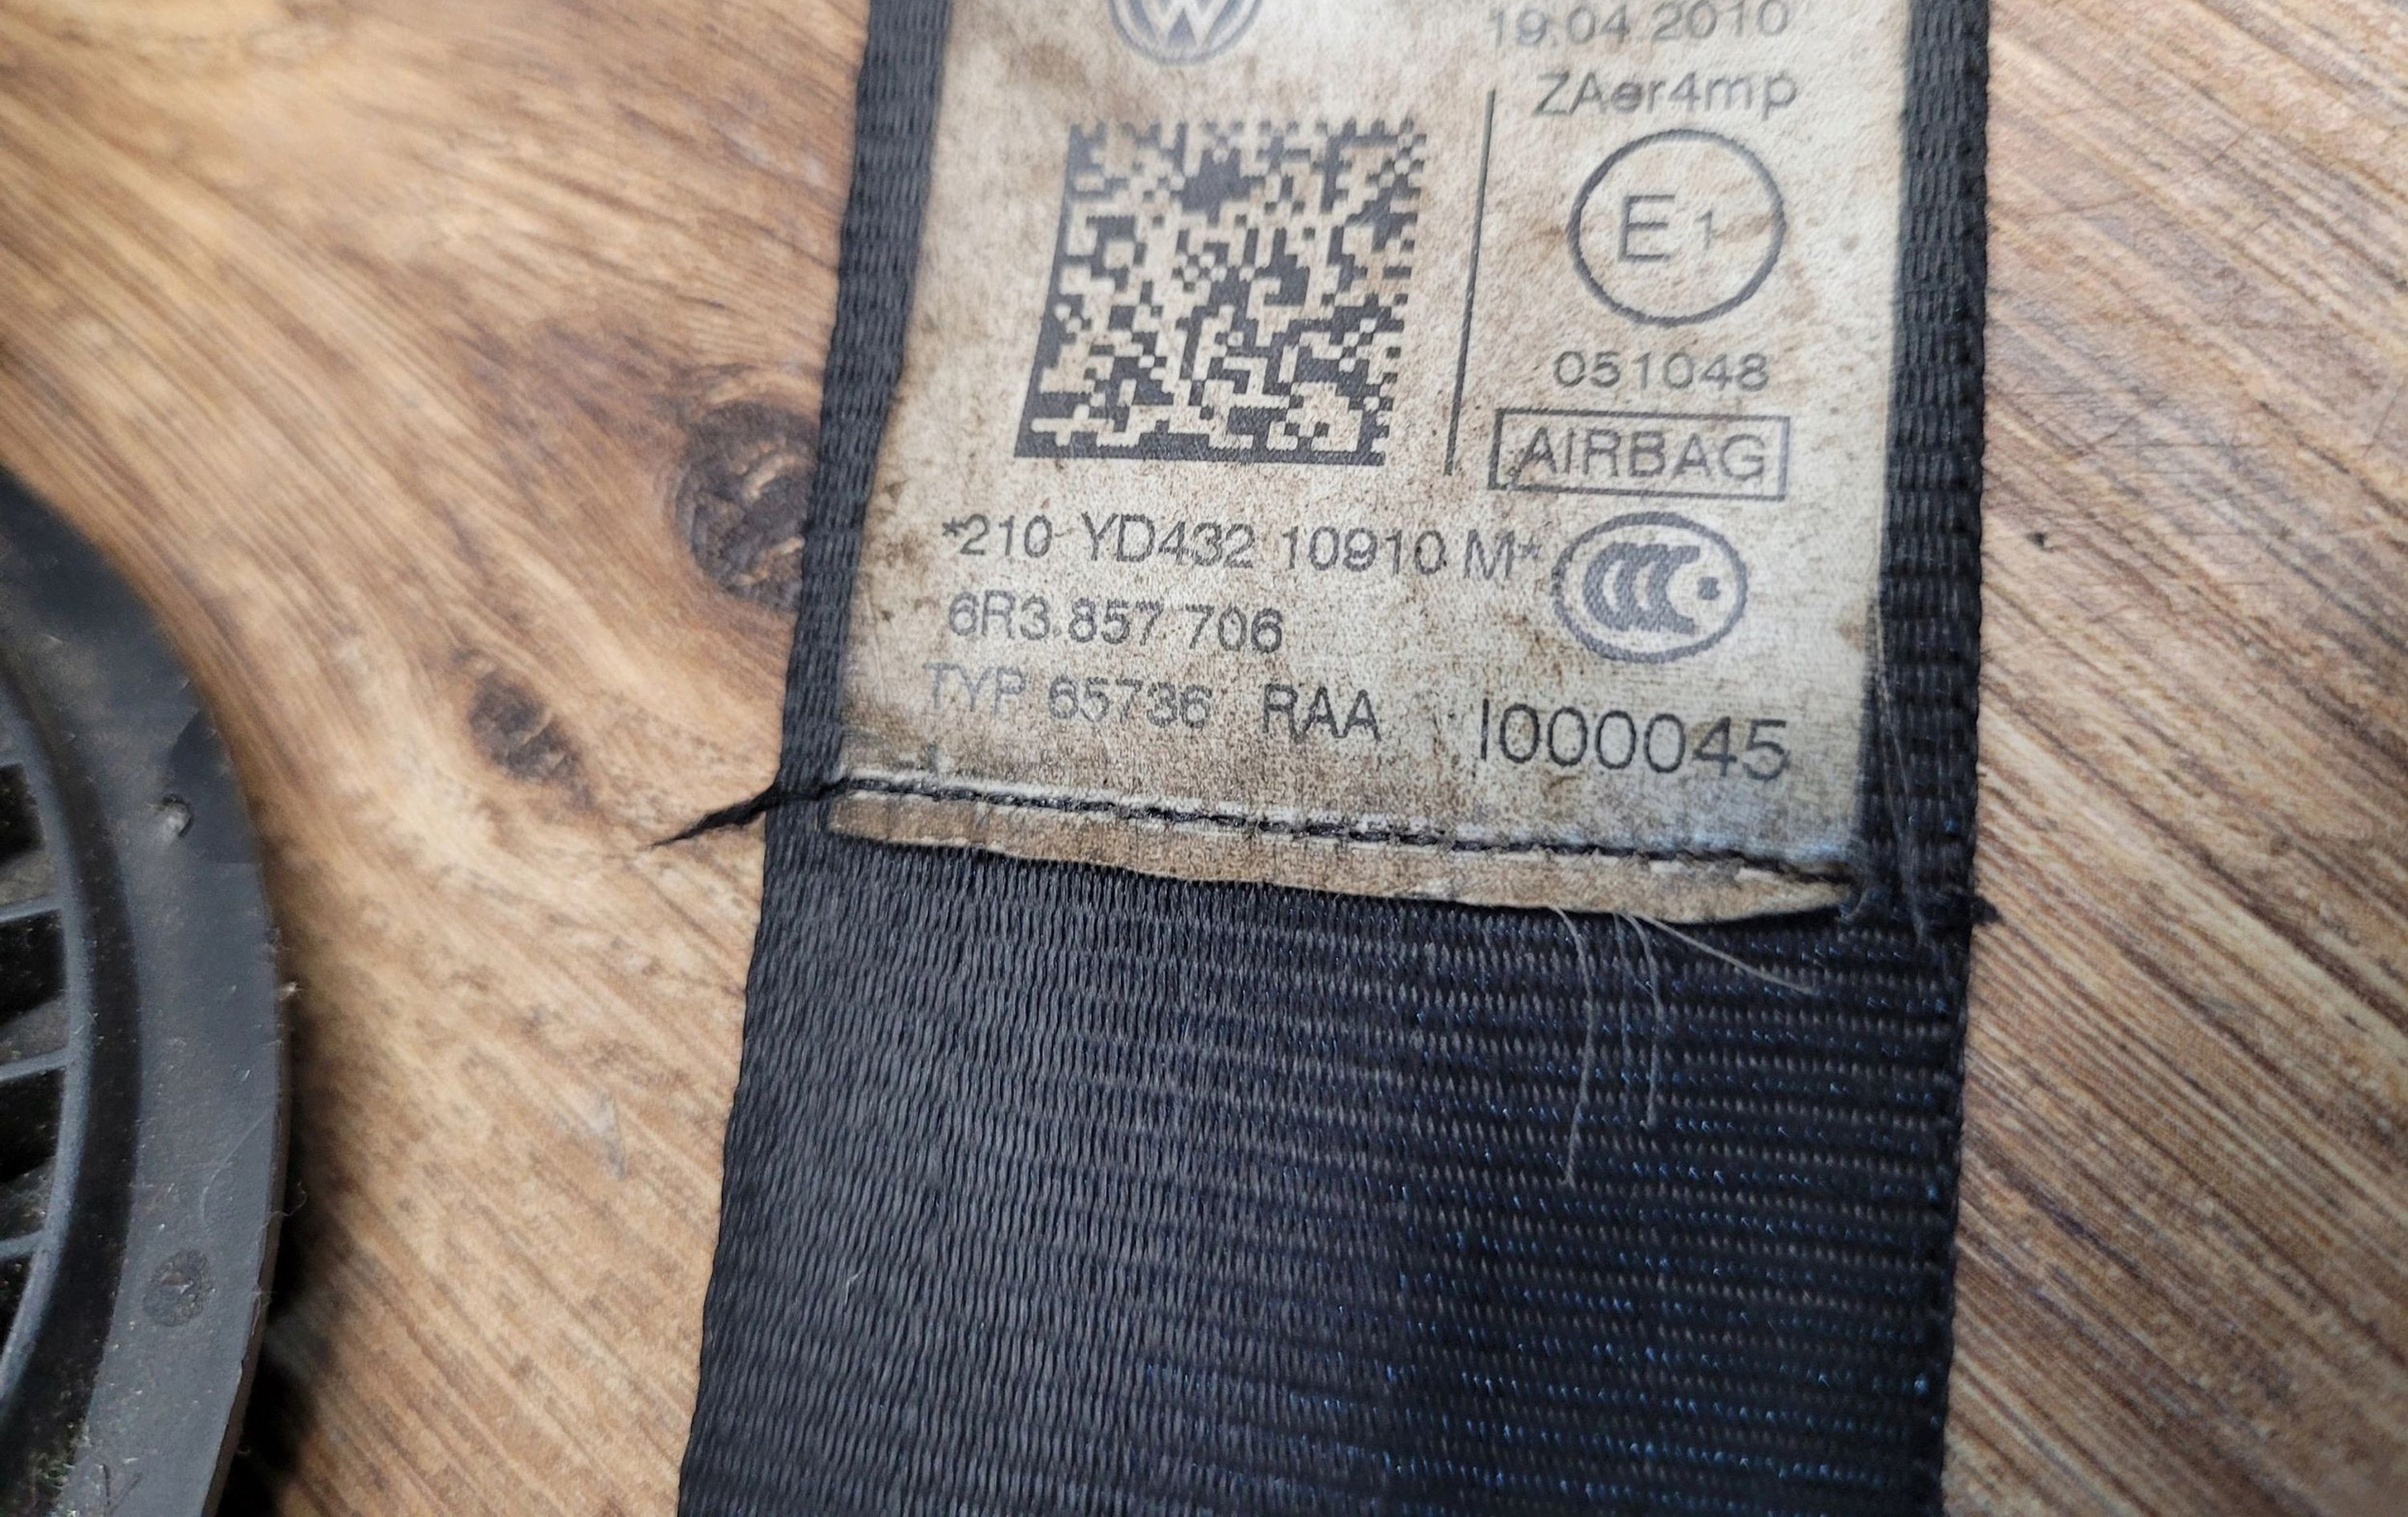 19.04 2010
ZAer4mp
E1
051048
AIRBAG
*210 YD432 10910 M*
6R3 857 706
TYP 65736 RAA I000045